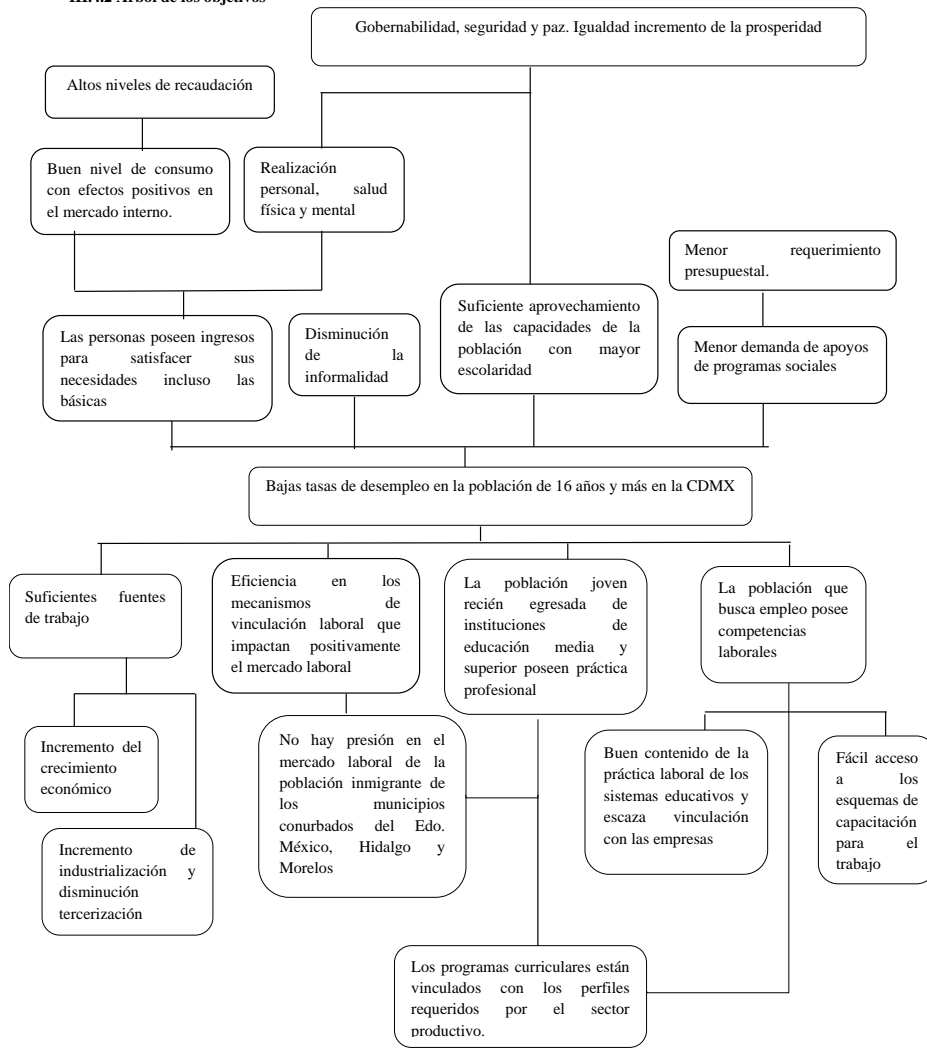 III.4.2 Árbol de los objetivos
Gobernabilidad, seguridad y paz. Igualdad incremento de la prosperidad
Altos niveles de recaudación
Buen nivel de consumo
con efectos positivos en
el mercado interno.
Realización
personal, salud
física y mental
Menor requerimiento
presupuestal.
Las personas poseen ingresos
para satisfacer sus
necesidades incluso las
básicas
Disminución
de la
informalidad
Suficiente aprovechamiento
de las capacidades de la
población con mayor
escolaridad
Menor demanda de apoyos
de programas sociales
Bajas tasas de desempleo en la población de 16 años y más en la CDMX
Suficientes fuentes
de trabajo
Eficiencia en los
mecanismos de
vinculación laboral que
impactan positivamente
el mercado laboral
La población joven
recién egresada de
instituciones de
educación media y
superior poseen práctica
profesional
La población que
busca empleo posee
competencias
laborales
Incremento del
crecimiento
económico
No hay presión en el
mercado laboral de la
población inmigrante de
los municipios
conurbados del Edo.
México, Hidalgo y
Morelos
Buen contenido de la
práctica laboral de los
sistemas educativos y
escaza vinculación
con las empresas
Fácil acceso
a los
esquemas de
capacitación
para el
trabajo
Incremento de
industrialización y
disminución
tercerización
Los programas curriculares están
vinculados con los perfiles
requeridos por el sector
productivo.